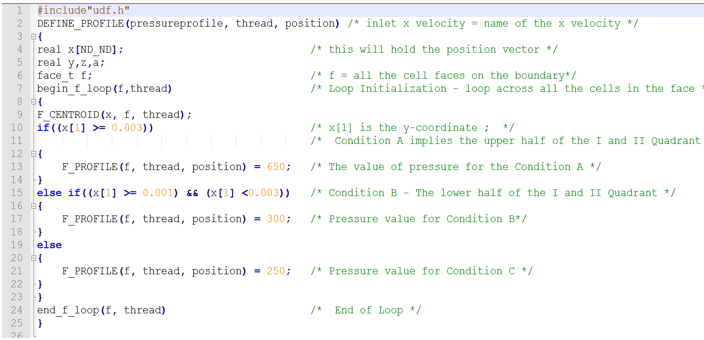 1 #include"udf.h"
2 DEFINE_PROFILE(pressureprofile, thread, position) /* inlet x velocity = name of the x velocity */
3 {
4 real x[ND_ND]; /* this will hold the position vector */
5 real y,z,a;
6 face_t f; /* f = all the cell faces on the boundary*/
7 begin_f_loop(f,thread) /* Loop Initialization - loop across all the cells in the face *
8 {
9 F_CENTROID(x, f, thread);
10 if((x[1] >= 0.003)) /* x[1] is the y-coordinate ; */
11 /* Condition A implies the upper half of the I and II Quadrant
12 {
13 F_PROFILE(f, thread, position) = 650; /* The value of pressure for the Condition A */
14 }
15 else if((x[1] >= 0.001) && (x[1] <0.003)) /* Condition B - The lower half of the I and II Quadrant */
16 {
17 F_PROFILE(f, thread, position) = 300; /* Pressure value for Condition B*/
18 }
19 else
20 {
21 F_PROFILE(f, thread, position) = 250; /* Pressure value for Condition C */
22 }
23 }
24 end_f_loop(f, thread) /* End of Loop */
25 }
26